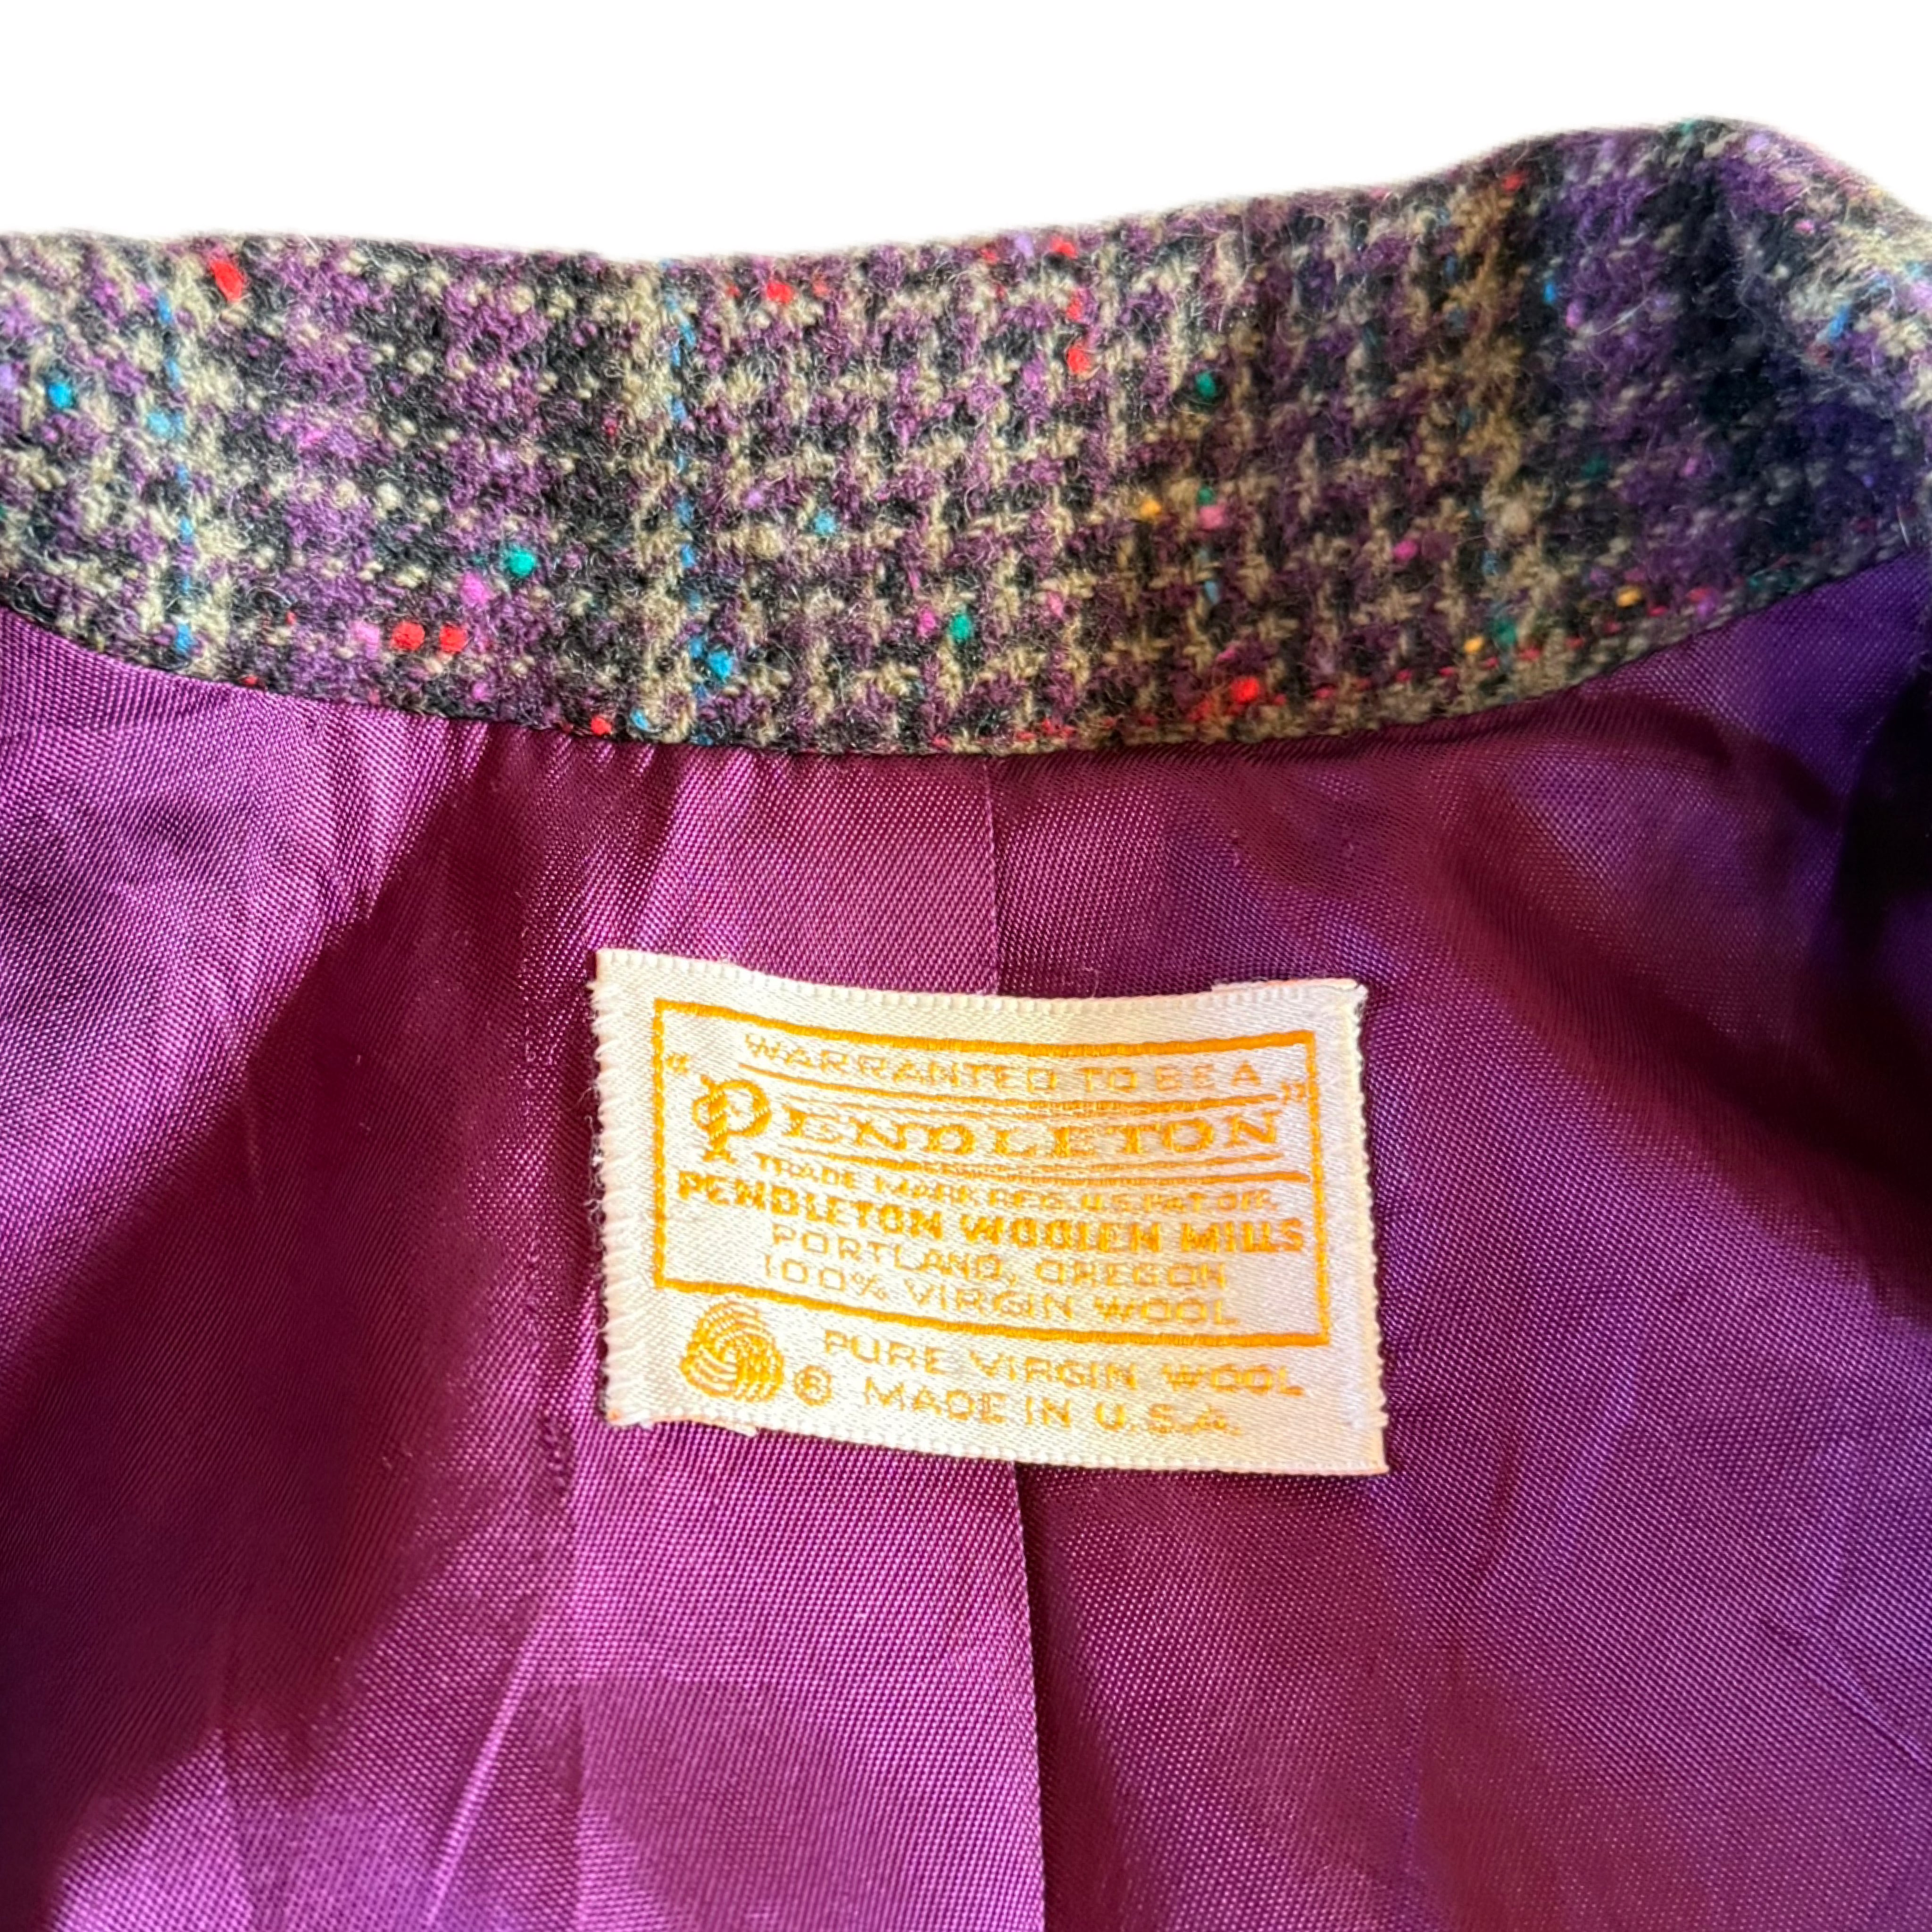 WARRANTED TO BE A
"PENDLETON"
TRADE MARK REG. U.S. PAT. OFF.
PENDLETON WOOLEN MILLS
PORTLAND, OREGON
100% VIRGIN WOOL
PURE VIRGIN WOOL
® MADE IN U.S.A.